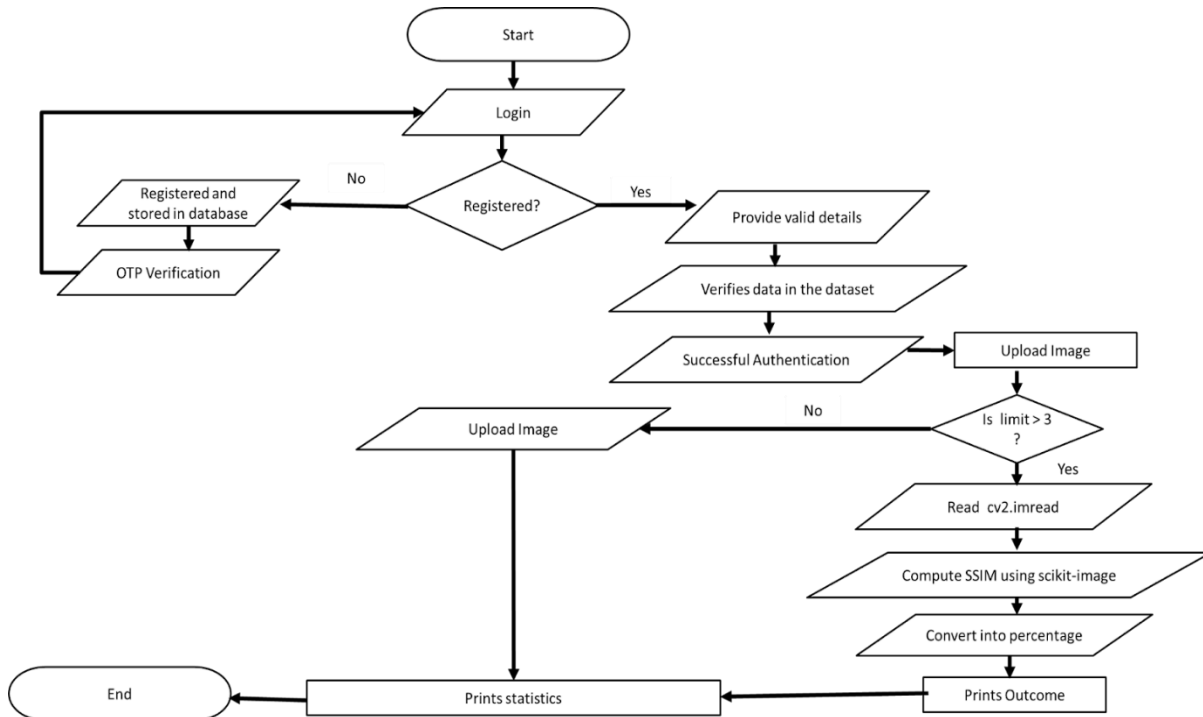 Start
Login
No
Yes
Registered and
stored in database
Registered?
Provide valid details
OTP Verification
Verifies data in the dataset
Successful Authentication
Upload Image
No
Upload Image
Is limit > 3
?
Yes
Read cv2.imread
Compute SSIM using scikit-image
Convert into percentage
End
Prints statistics
Prints Outcome